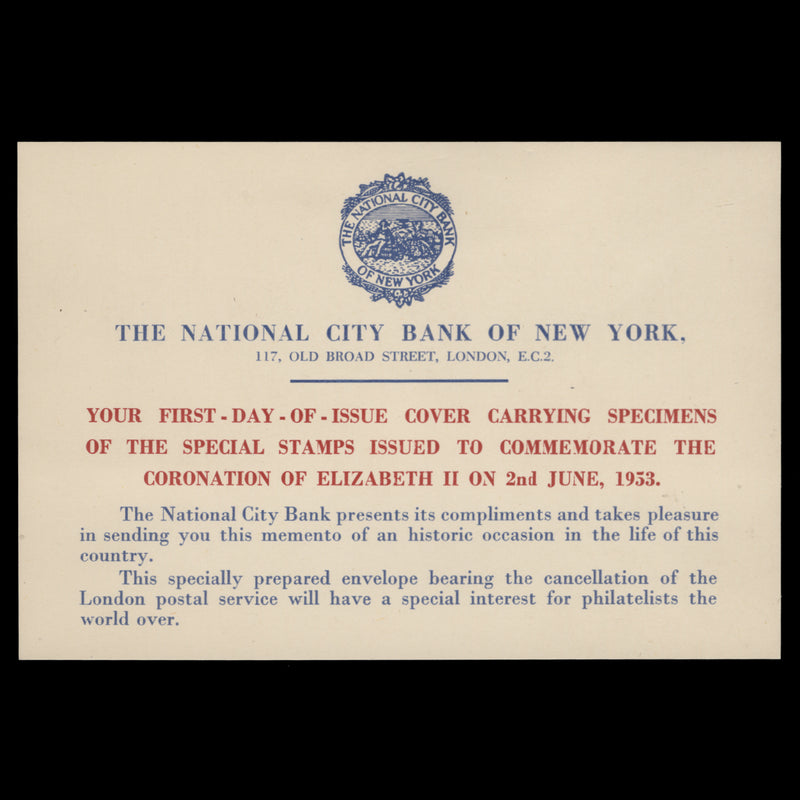 THE NATIONAL CITY BANK
OF NEW YORK
THE NATIONAL CITY BANK OF NEW YORK,
117, OLD BROAD STREET, LONDON, E.C.2.
YOUR FIRST-DAY-OF-ISSUE COVER CARRYING SPECIMENS
OF THE SPECIAL STAMPS ISSUED TO COMMEMORATE THE
CORONATION OF ELIZABETH II ON 2nd JUNE, 1953.
The National City Bank presents its compliments and takes pleasure
in sending you this memento of an historic occasion in the life of this
country.
This specially prepared envelope bearing the cancellation of the
London postal service will have a special interest for philatelists the
world over.